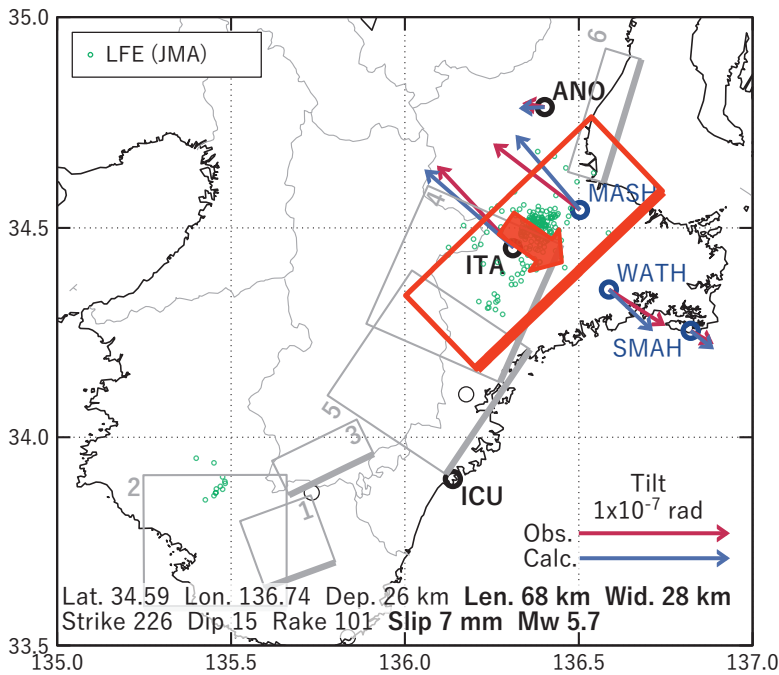 35.0
LFE (JMA)
6
ANO
MASH
34.5
4
ITA
WATH
SMAH
5
34.0
3
2
1
ICU
Tilt
1x10⁻⁷ rad
Obs.
Calc.
Lat. 34.59 Lon. 136.74 Dep. 26 km Len. 68 km Wid. 28 km
Strike 226 Dip 15 Rake 101 Slip 7 mm Mw 5.7
33.5
135.0 135.5 136.0 136.5 137.0